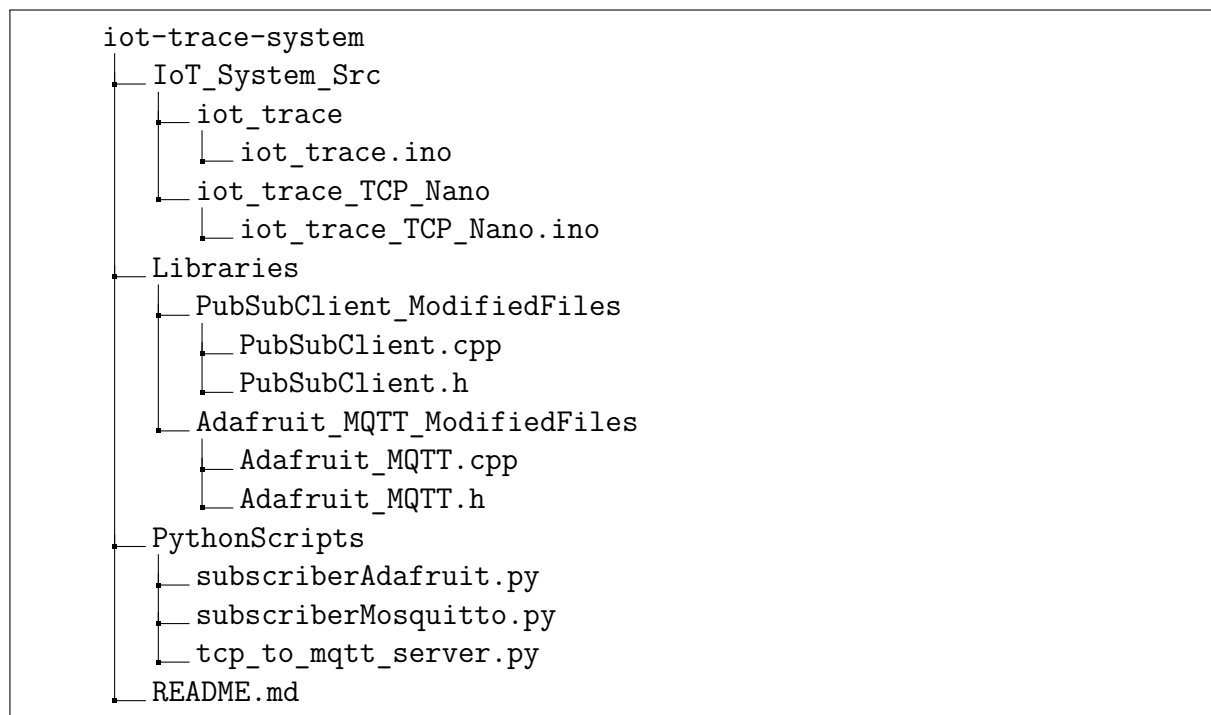 iot-trace-system
IoT_System_Src
iot_trace
iot_trace.ino
iot_trace_TCP_Nano
iot_trace_TCP_Nano.ino
Libraries
PubSubClient_ModifiedFiles
PubSubClient.cpp
PubSubClient.h
Adafruit_MQTT_ModifiedFiles
Adafruit_MQTT.cpp
Adafruit_MQTT.h
PythonScripts
subscriberAdafruit.py
subscriberMosquitto.py
tcp_to_mqtt_server.py
README.md